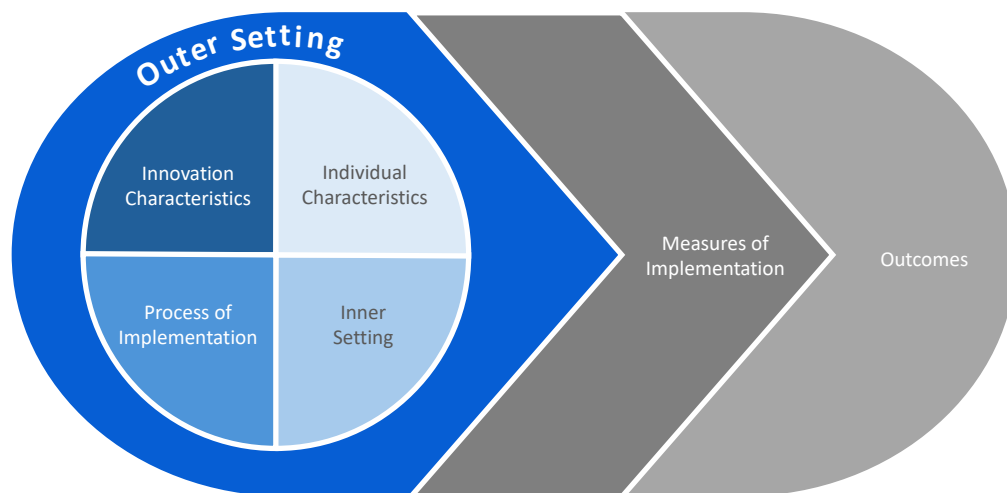 Outer Setting
Innovation
Characteristics
Individual
Characteristics
Process of
Implementation
Inner
Setting
Measures of
Implementation
Outcomes